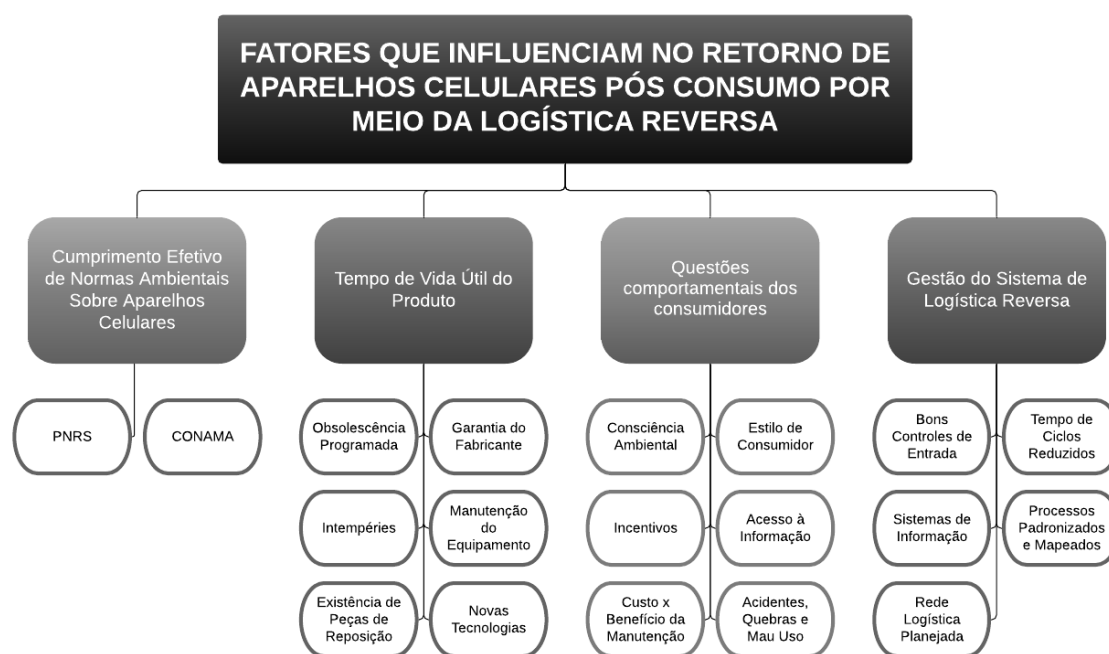 FATORES QUE INFLUENCIAM NO RETORNO DE
APARELHOS CELULARES PÓS CONSUMO POR
MEIO DA LOGÍSTICA REVERSA
Cumprimento Efetivo
de Normas Ambientais
Sobre Aparelhos
Celulares
Tempo de Vida Útil do
Produto
Questões
comportamentais dos
consumidores
Gestão do Sistema de
Logística Reversa
PNRS
CONAMA
Obsolescência
Programada
Garantia do
Fabricante
Intempéries
Manutenção
do
Equipamento
Existência de
Peças de
Reposição
Novas
Tecnologias
Consciência
Ambiental
Estilo de
Consumidor
Incentivos
Acesso à
Informação
Custo x
Benefício da
Manutenção
Acidentes,
Quebras e
Mau Uso
Bons
Controles de
Entrada
Tempo de
Ciclos
Reduzidos
Sistemas de
Informação
Processos
Padronizados
e Mapeados
Rede
Logística
Planejada